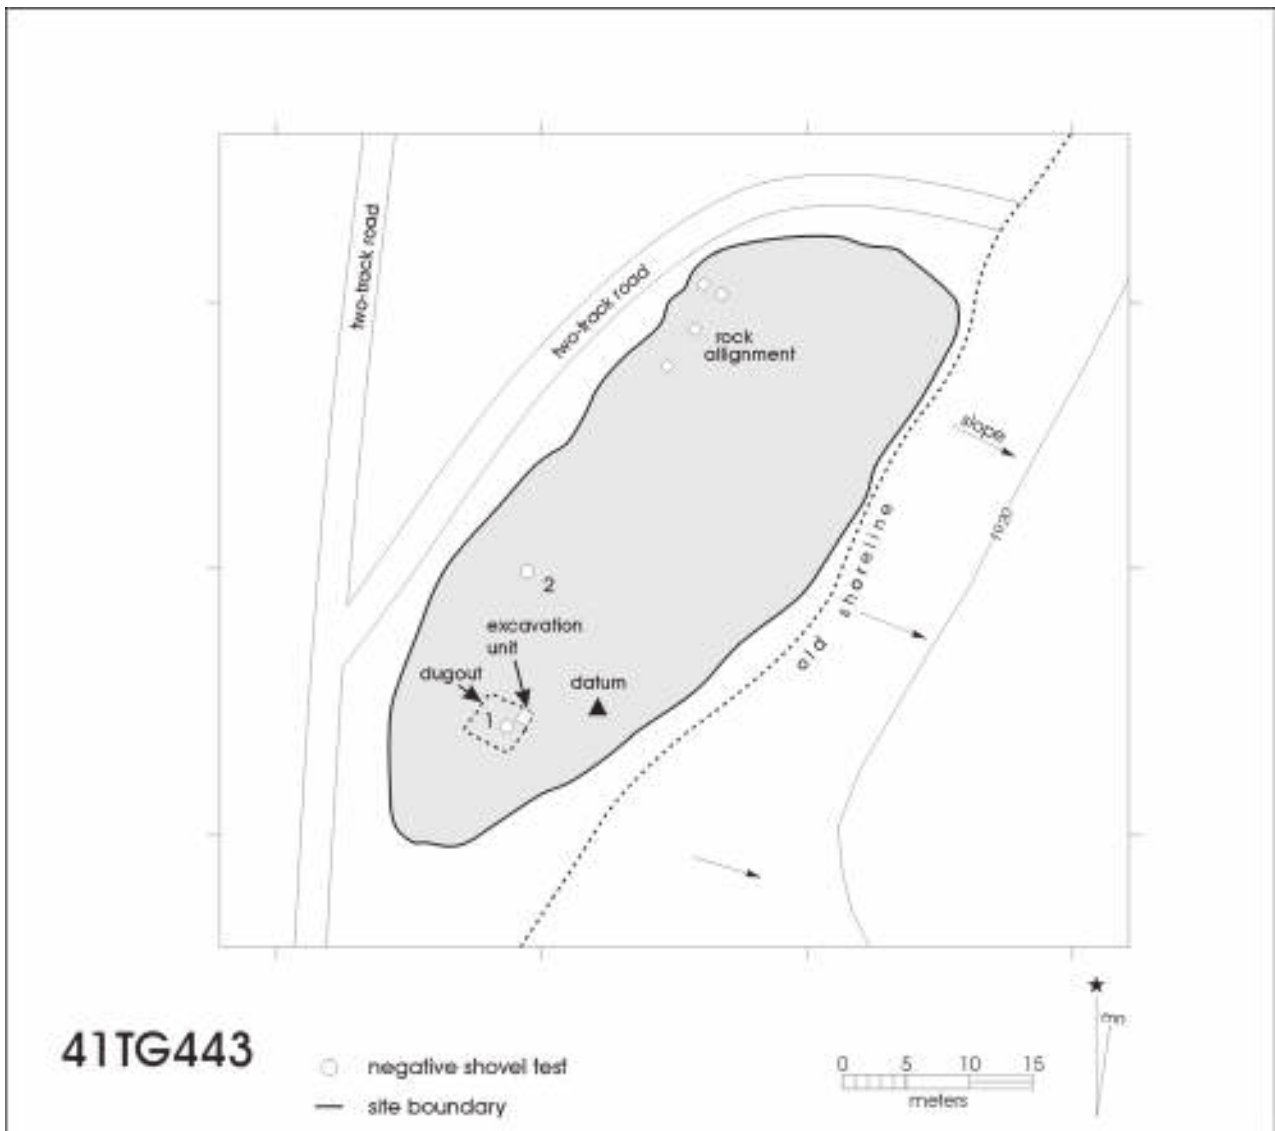 two-track road
two-track road
rock
allignment
slope
1920
old shoreline
2
excavation
unit
dugout
datum
1
41TG443
negative shovel test
site boundary
0 5 10 15
meters